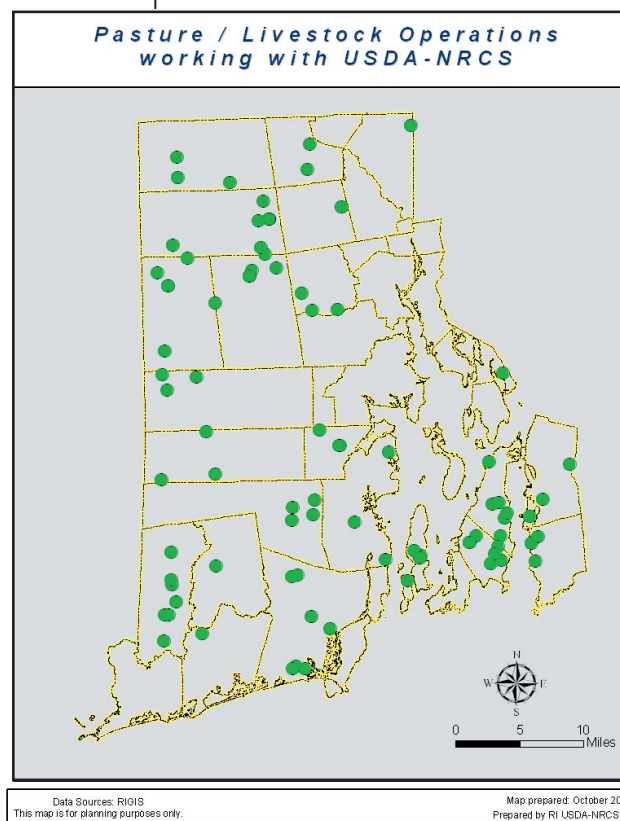 Pasture / Livestock Operations
working with USDA-NRCS
N
W E
S
0 5 10
Miles
Data Sources: RIGIS
This map is for planning purposes only.
Map prepared: October 20
Prepared by RI USDA-NRCS